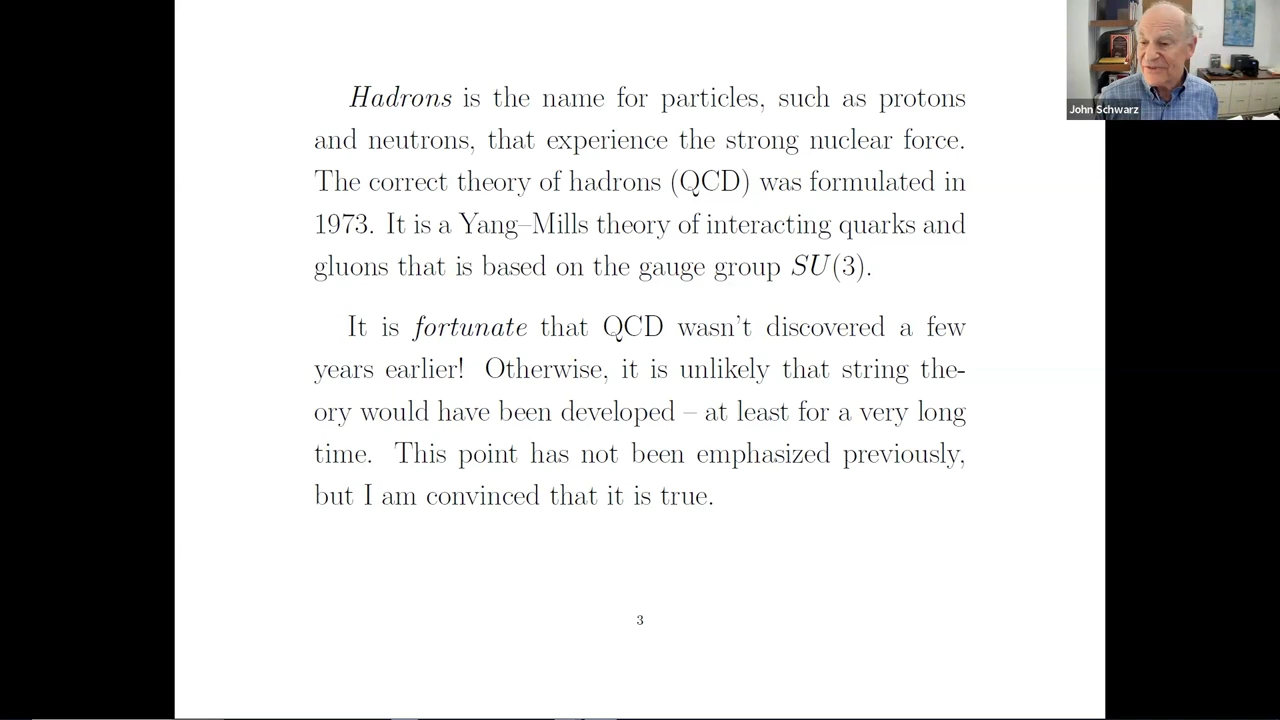 Hadrons is the name for particles, such as protons
and neutrons, that experience the strong nuclear force.
The correct theory of hadrons (QCD) was formulated in
1973. It is a Yang–Mills theory of interacting quarks and
gluons that is based on the gauge group SU(3).
It is fortunate that QCD wasn't discovered a few
years earlier! Otherwise, it is unlikely that string the-
ory would have been developed – at least for a very long
time. This point has not been emphasized previously,
but I am convinced that it is true.
3
John Schwarz